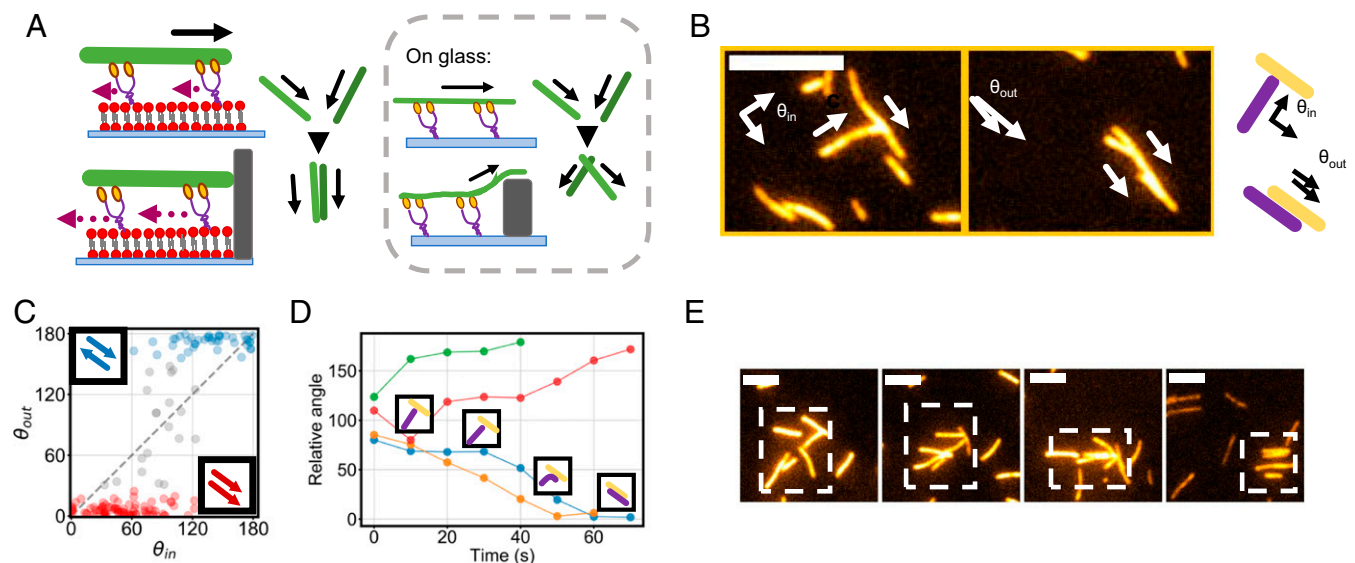 A
On glass:
B
θin
c
θout
θin
θout
C
180
120
60
0
θout
0
60
120
180
θin
D
150
100
50
0
Relative angle
0
20
40
60
Time (s)
E